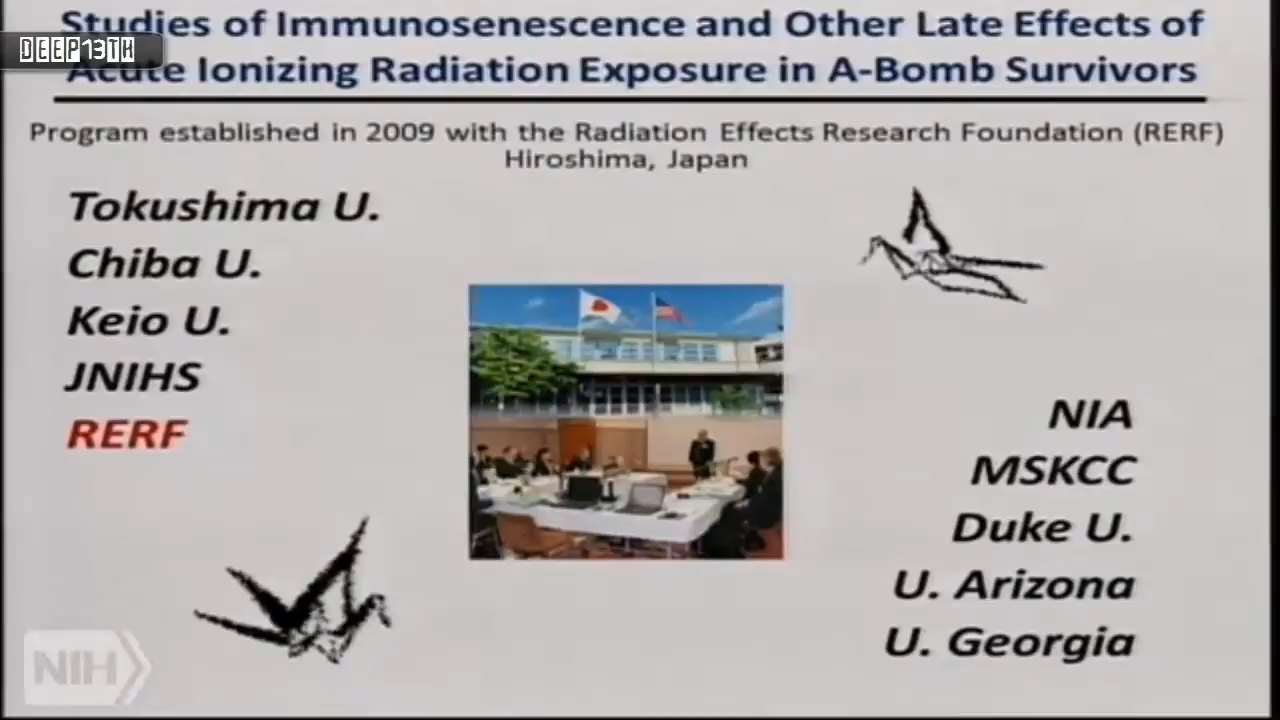 Studies of Immunosenescence and Other Late Effects of
DEEP13TH
Acute Ionizing Radiation Exposure in A-Bomb Survivors
Program established in 2009 with the Radiation Effects Research Foundation (RERF)
Hiroshima, Japan
Tokushima U.
Chiba U.
Keio U.
JNIHS
RERF
NIA
MSKCC
Duke U.
U. Arizona
U. Georgia
NIH